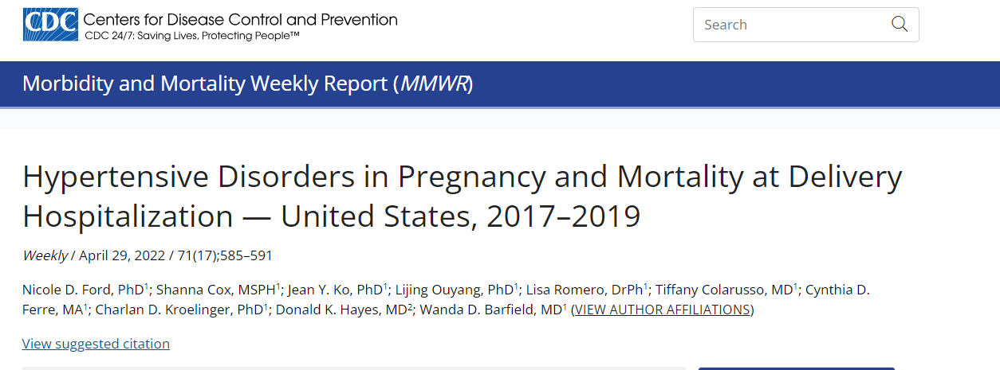 CDC
Centers for Disease Control and Prevention
CDC 24/7: Saving Lives, Protecting People™
Search
Morbidity and Mortality Weekly Report (MMWR)
Hypertensive Disorders in Pregnancy and Mortality at Delivery
Hospitalization — United States, 2017–2019
Weekly / April 29, 2022 / 71(17);585–591
Nicole D. Ford, PhD¹; Shanna Cox, MSPH¹; Jean Y. Ko, PhD¹; Lijing Ouyang, PhD¹; Lisa Romero, DrPh¹; Tiffany Colarusso, MD¹; Cynthia D.
Ferre, MA¹; Charlan D. Kroelinger, PhD¹; Donald K. Hayes, MD²; Wanda D. Barfield, MD¹ (VIEW AUTHOR AFFILIATIONS)
View suggested citation